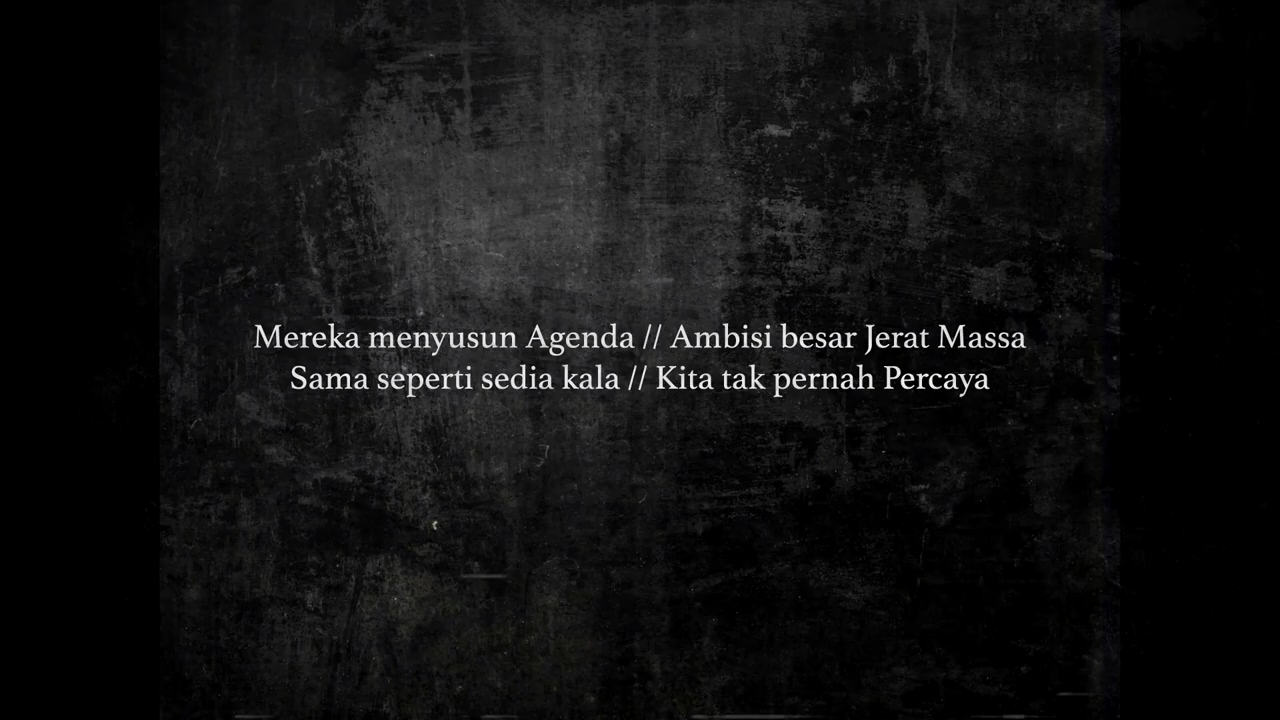 Mereka menyusun Agenda // Ambisi besar Jerat Massa
Sama seperti sedia kala // Kita tak pernah Percaya